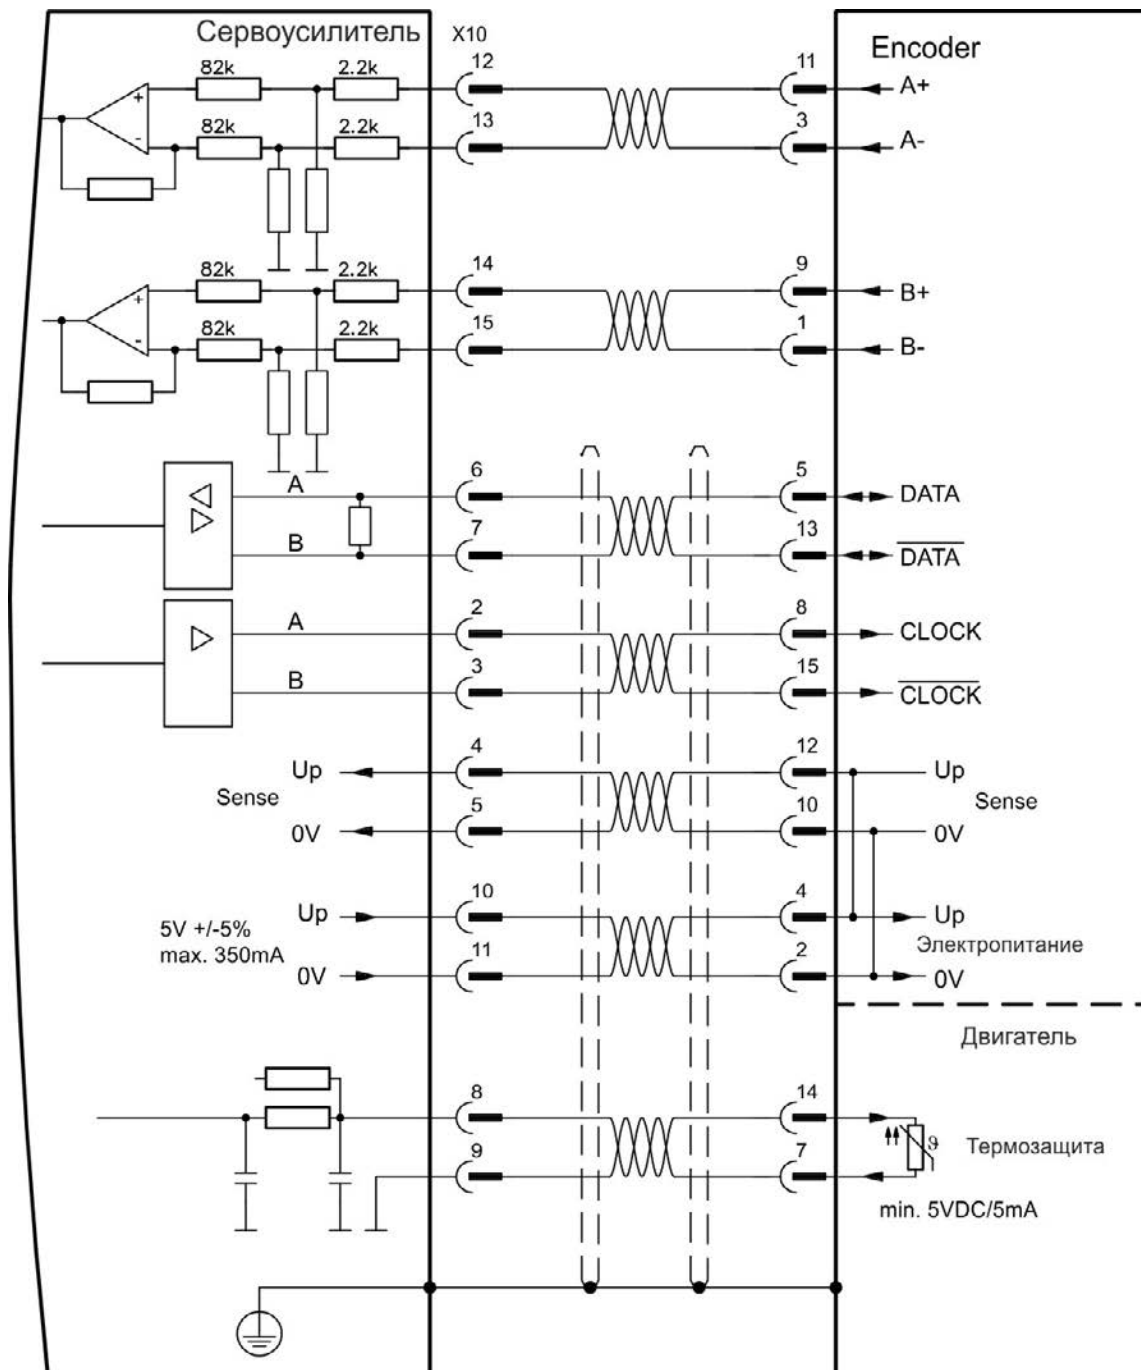 Сервоусилитель X10 Encoder
82k 2.2k 12 11 A+
82k 2.2k 13 3 A-
82k 2.2k 14 9 B+
82k 2.2k 15 1 B-
A 6 5 DATA
B 7 13 DATA
A 2 8 CLOCK
B 3 15 CLOCK
Up 4 12 Up
Sense Sense
0V 5 10 0V
Up 10 4 Up
5V +/-5%
max. 350mA
Электропитание
0V 11 2 0V
Двигатель
8 14
ϑ Термозащита
9 7
min. 5VDC/5mA